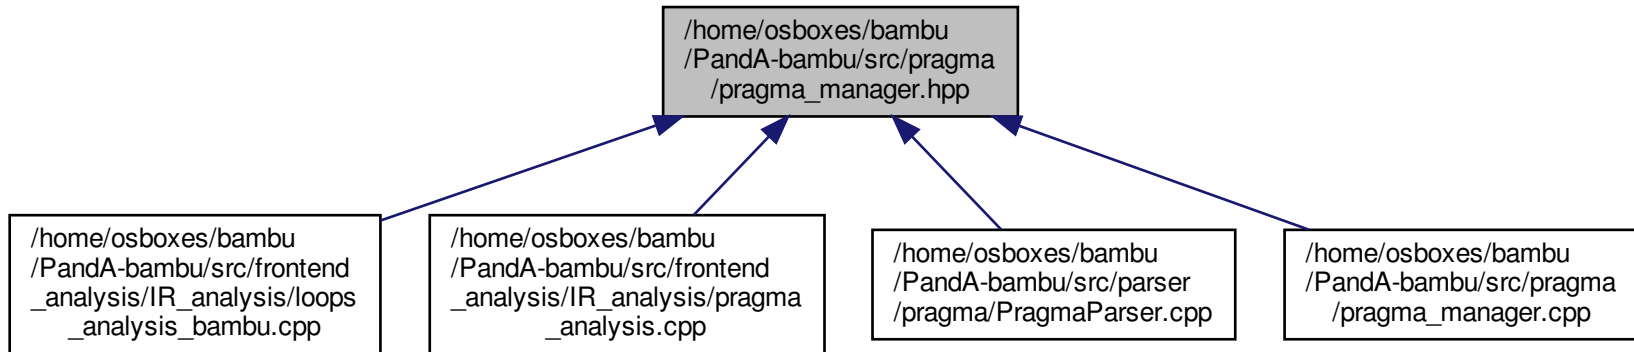 /home/osboxes/bambu
/PandA-bambu/src/pragma
/pragma_manager.hpp
/home/osboxes/bambu
/PandA-bambu/src/frontend
_analysis/IR_analysis/loops
_analysis_bambu.cpp
/home/osboxes/bambu
/PandA-bambu/src/frontend
_analysis/IR_analysis/pragma
_analysis.cpp
/home/osboxes/bambu
/PandA-bambu/src/parser
/pragma/PragmaParser.cpp
/home/osboxes/bambu
/PandA-bambu/src/pragma
/pragma_manager.cpp